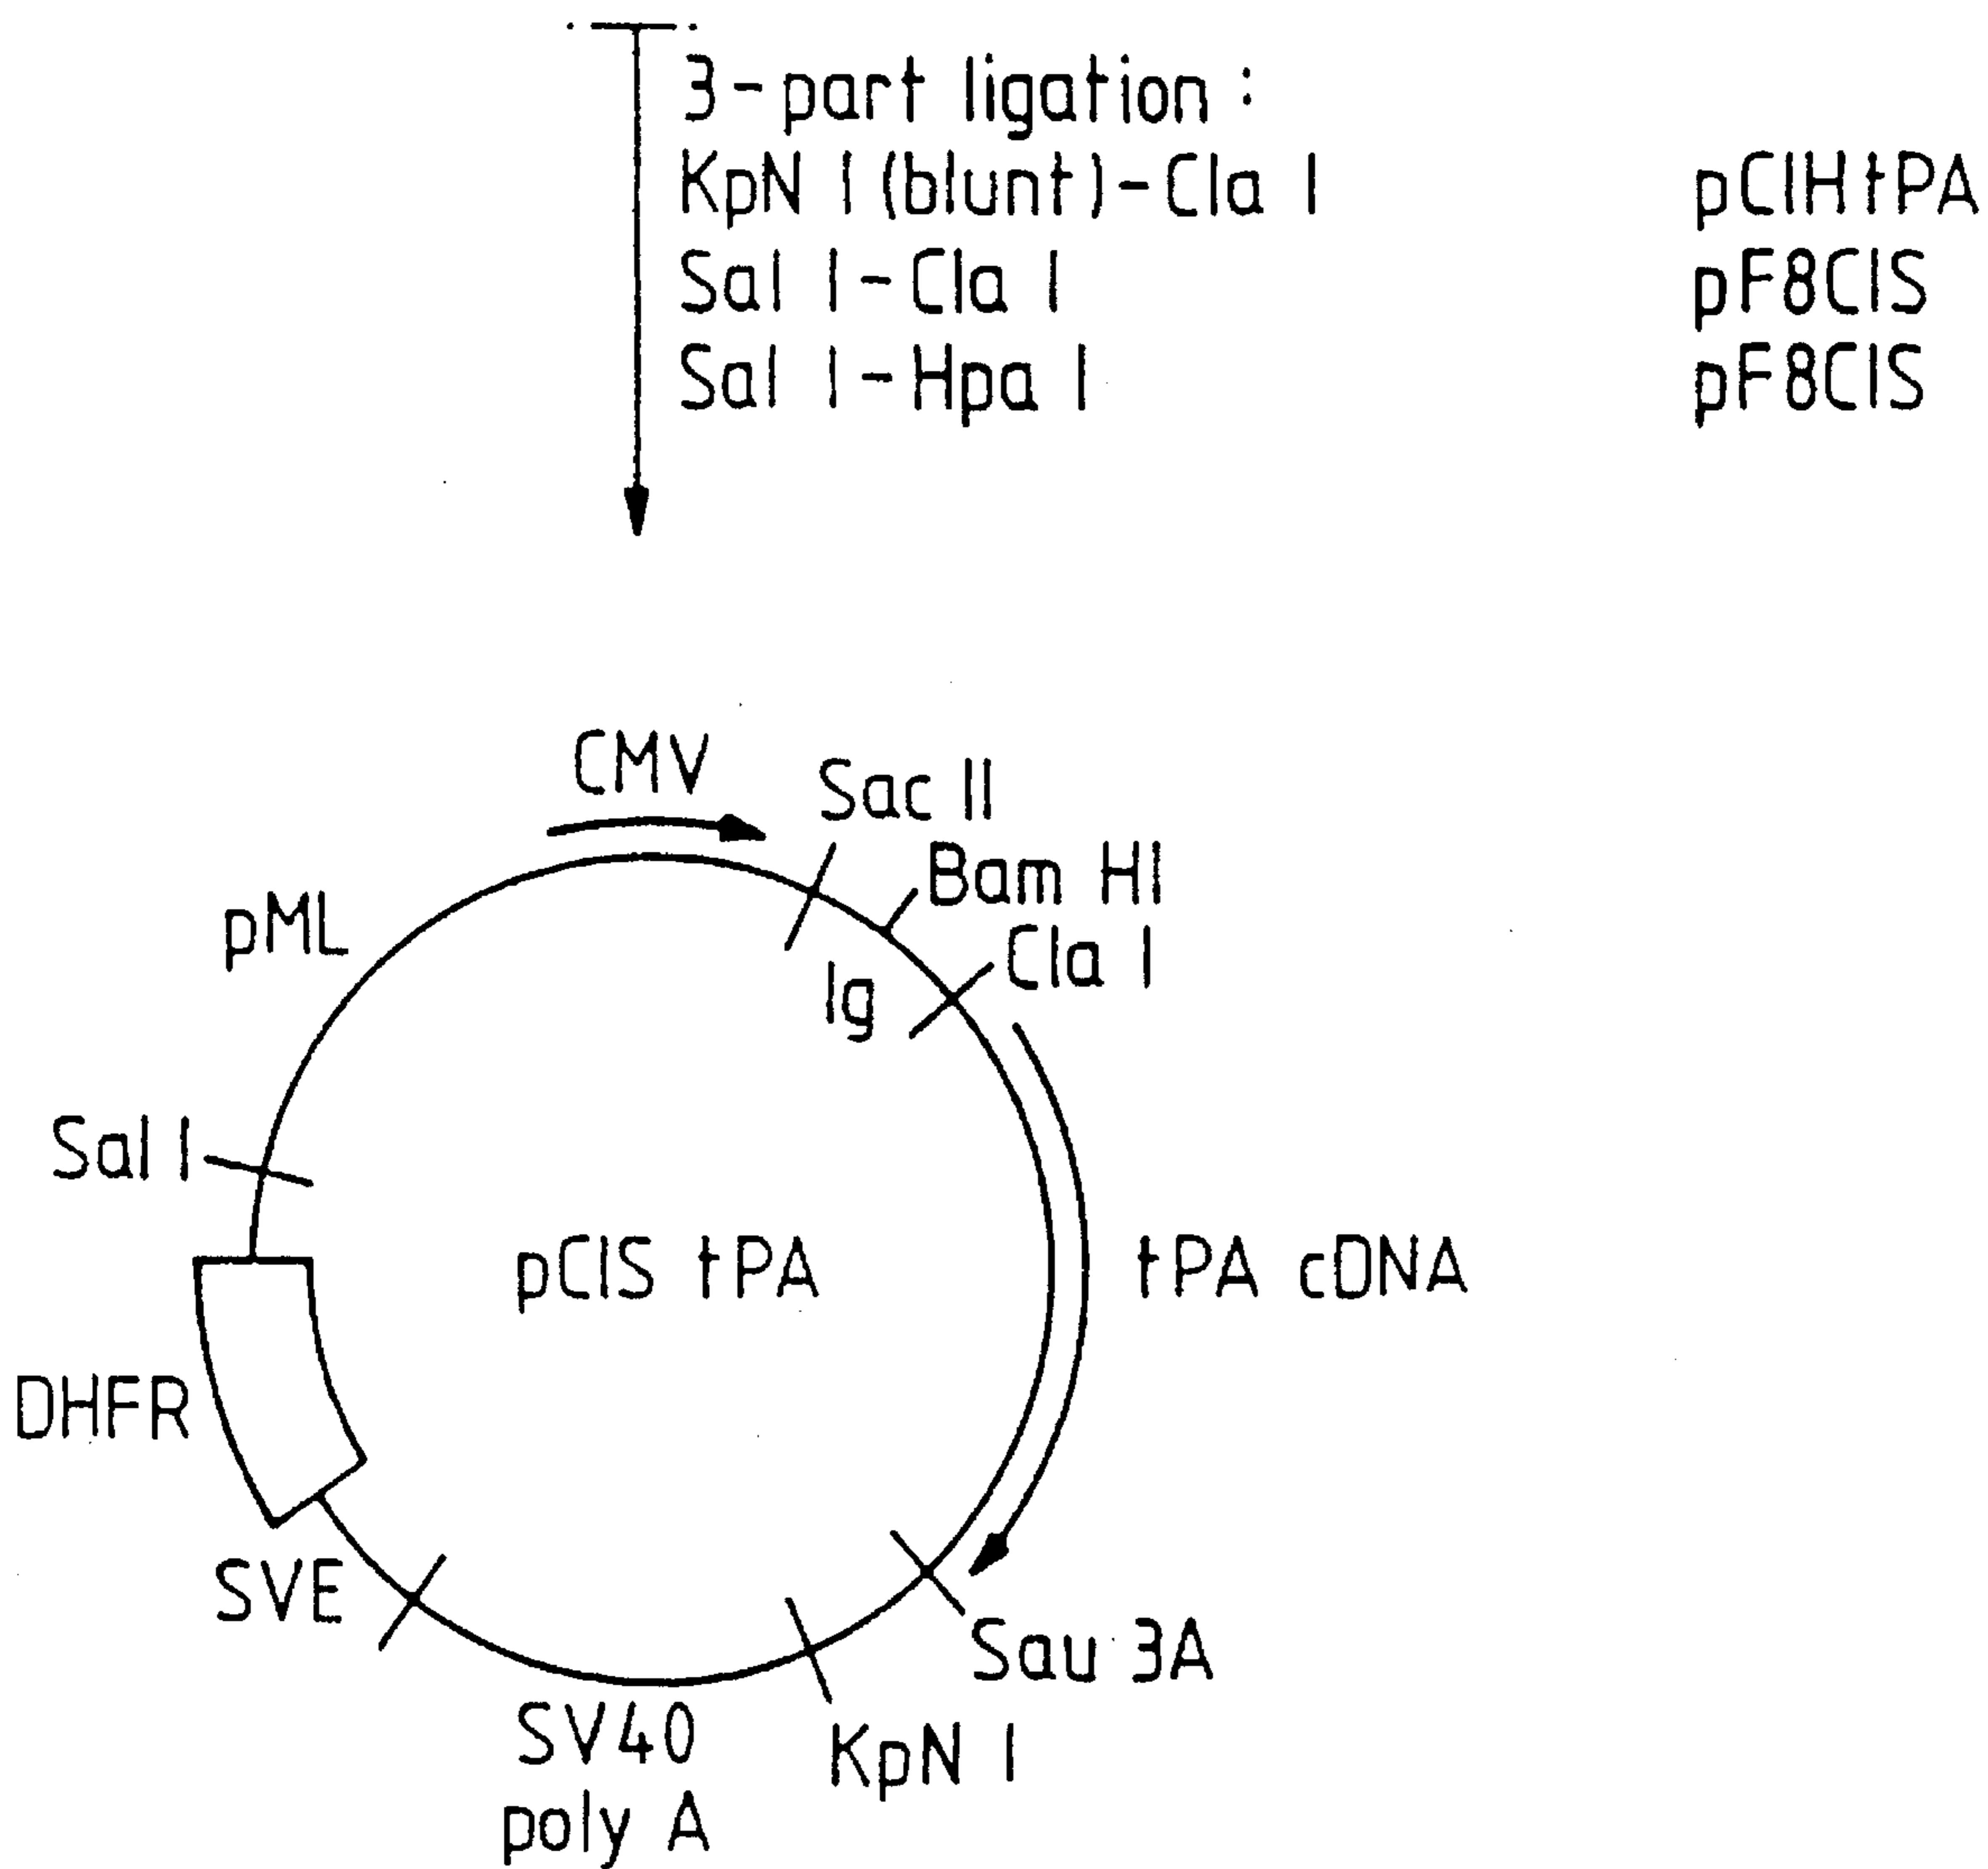 3-part ligation :
KpN I (blunt)-Cla I pCIHtPA
Sal I-Cla I pF8CIS
Sal I-Hpa I pF8CIS
CMV
Sac II
Bam HI
pML
Cla I
Ig
Sal I
pCIS tPA
tPA cDNA
DHFR
SVE
Sau 3A
SV40
poly A
KpN I